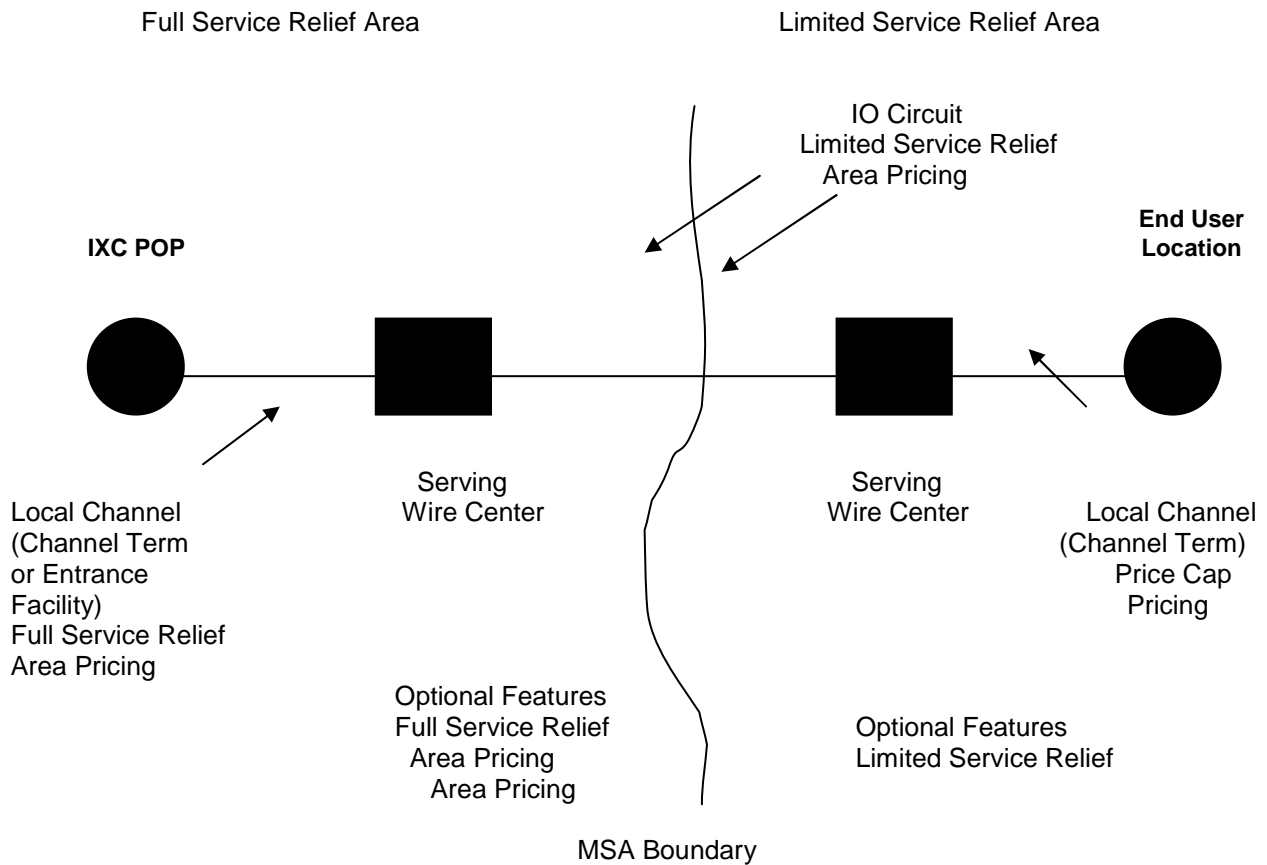 Full Service Relief Area
Limited Service Relief Area
IO Circuit
Limited Service Relief
Area Pricing
IXC POP
End User
Location
Serving
Wire Center
Serving
Wire Center
Local Channel
(Channel Term
or Entrance
Facility)
Full Service Relief
Area Pricing
Local Channel
(Channel Term)
Price Cap
Pricing
Optional Features
Full Service Relief
Area Pricing
Area Pricing
Optional Features
Limited Service Relief
MSA Boundary